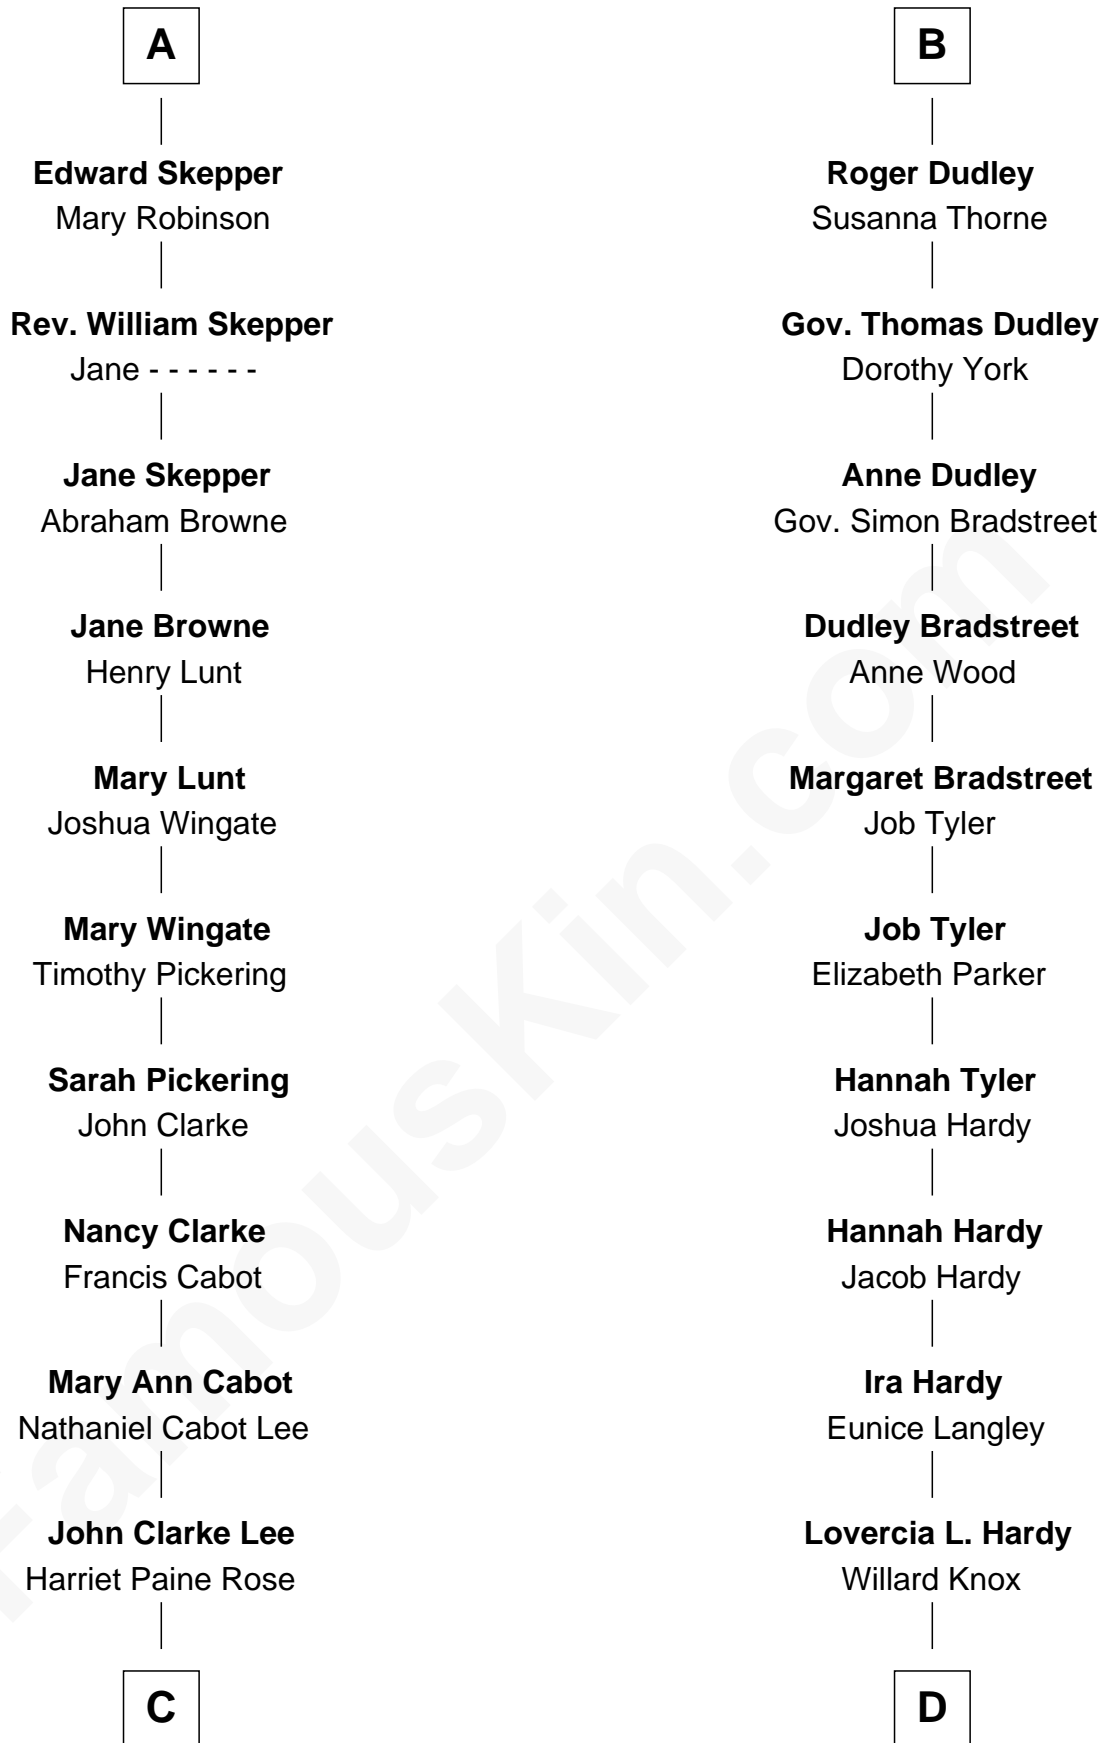 A
Edward Skepper
Mary Robinson
Rev. William Skepper
Jane - - - - - -
Jane Skepper
Abraham Browne
Jane Browne
Henry Lunt
Mary Lunt
Joshua Wingate
Mary Wingate
Timothy Pickering
Sarah Pickering
John Clarke
Nancy Clarke
Francis Cabot
Mary Ann Cabot
Nathaniel Cabot Lee
John Clarke Lee
Harriet Paine Rose
C
B
Roger Dudley
Susanna Thorne
Gov. Thomas Dudley
Dorothy York
Anne Dudley
Gov. Simon Bradstreet
Dudley Bradstreet
Anne Wood
Margaret Bradstreet
Job Tyler
Job Tyler
Elizabeth Parker
Hannah Tyler
Joshua Hardy
Hannah Hardy
Jacob Hardy
Ira Hardy
Eunice Langley
Lovercia L. Hardy
Willard Knox
D
FamousKin.com